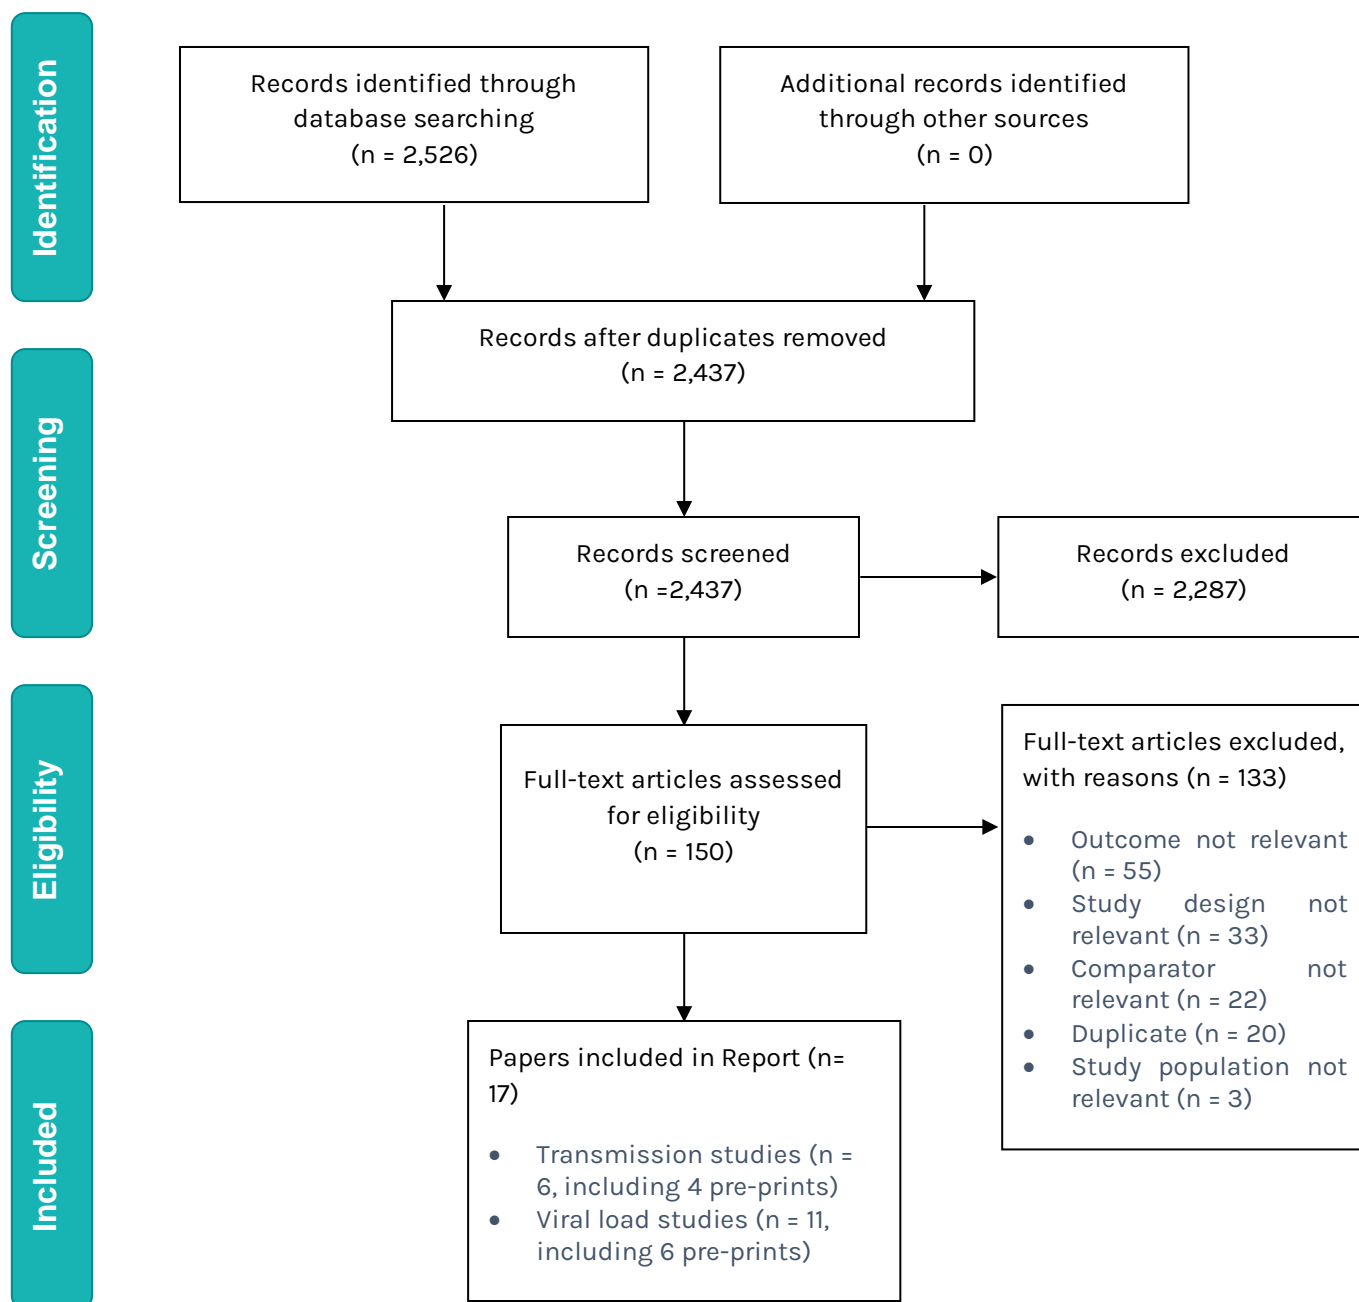 Identification
Records identified through
database searching
(n = 2,526)
Additional records identified
through other sources
(n = 0)
Records after duplicates removed
(n = 2,437)
Screening
Records screened
(n =2,437)
Records excluded
(n = 2,287)
Eligibility
Full-text articles assessed
for eligibility
(n = 150)
Full-text articles excluded,
with reasons (n = 133)
• Outcome not relevant
(n = 55)
• Study design not
relevant (n = 33)
• Comparator not
relevant (n = 22)
• Duplicate (n = 20)
• Study population not
relevant (n = 3)
Included
Papers included in Report (n=
17)
• Transmission studies (n =
6, including 4 pre-prints)
• Viral load studies (n = 11,
including 6 pre-prints)